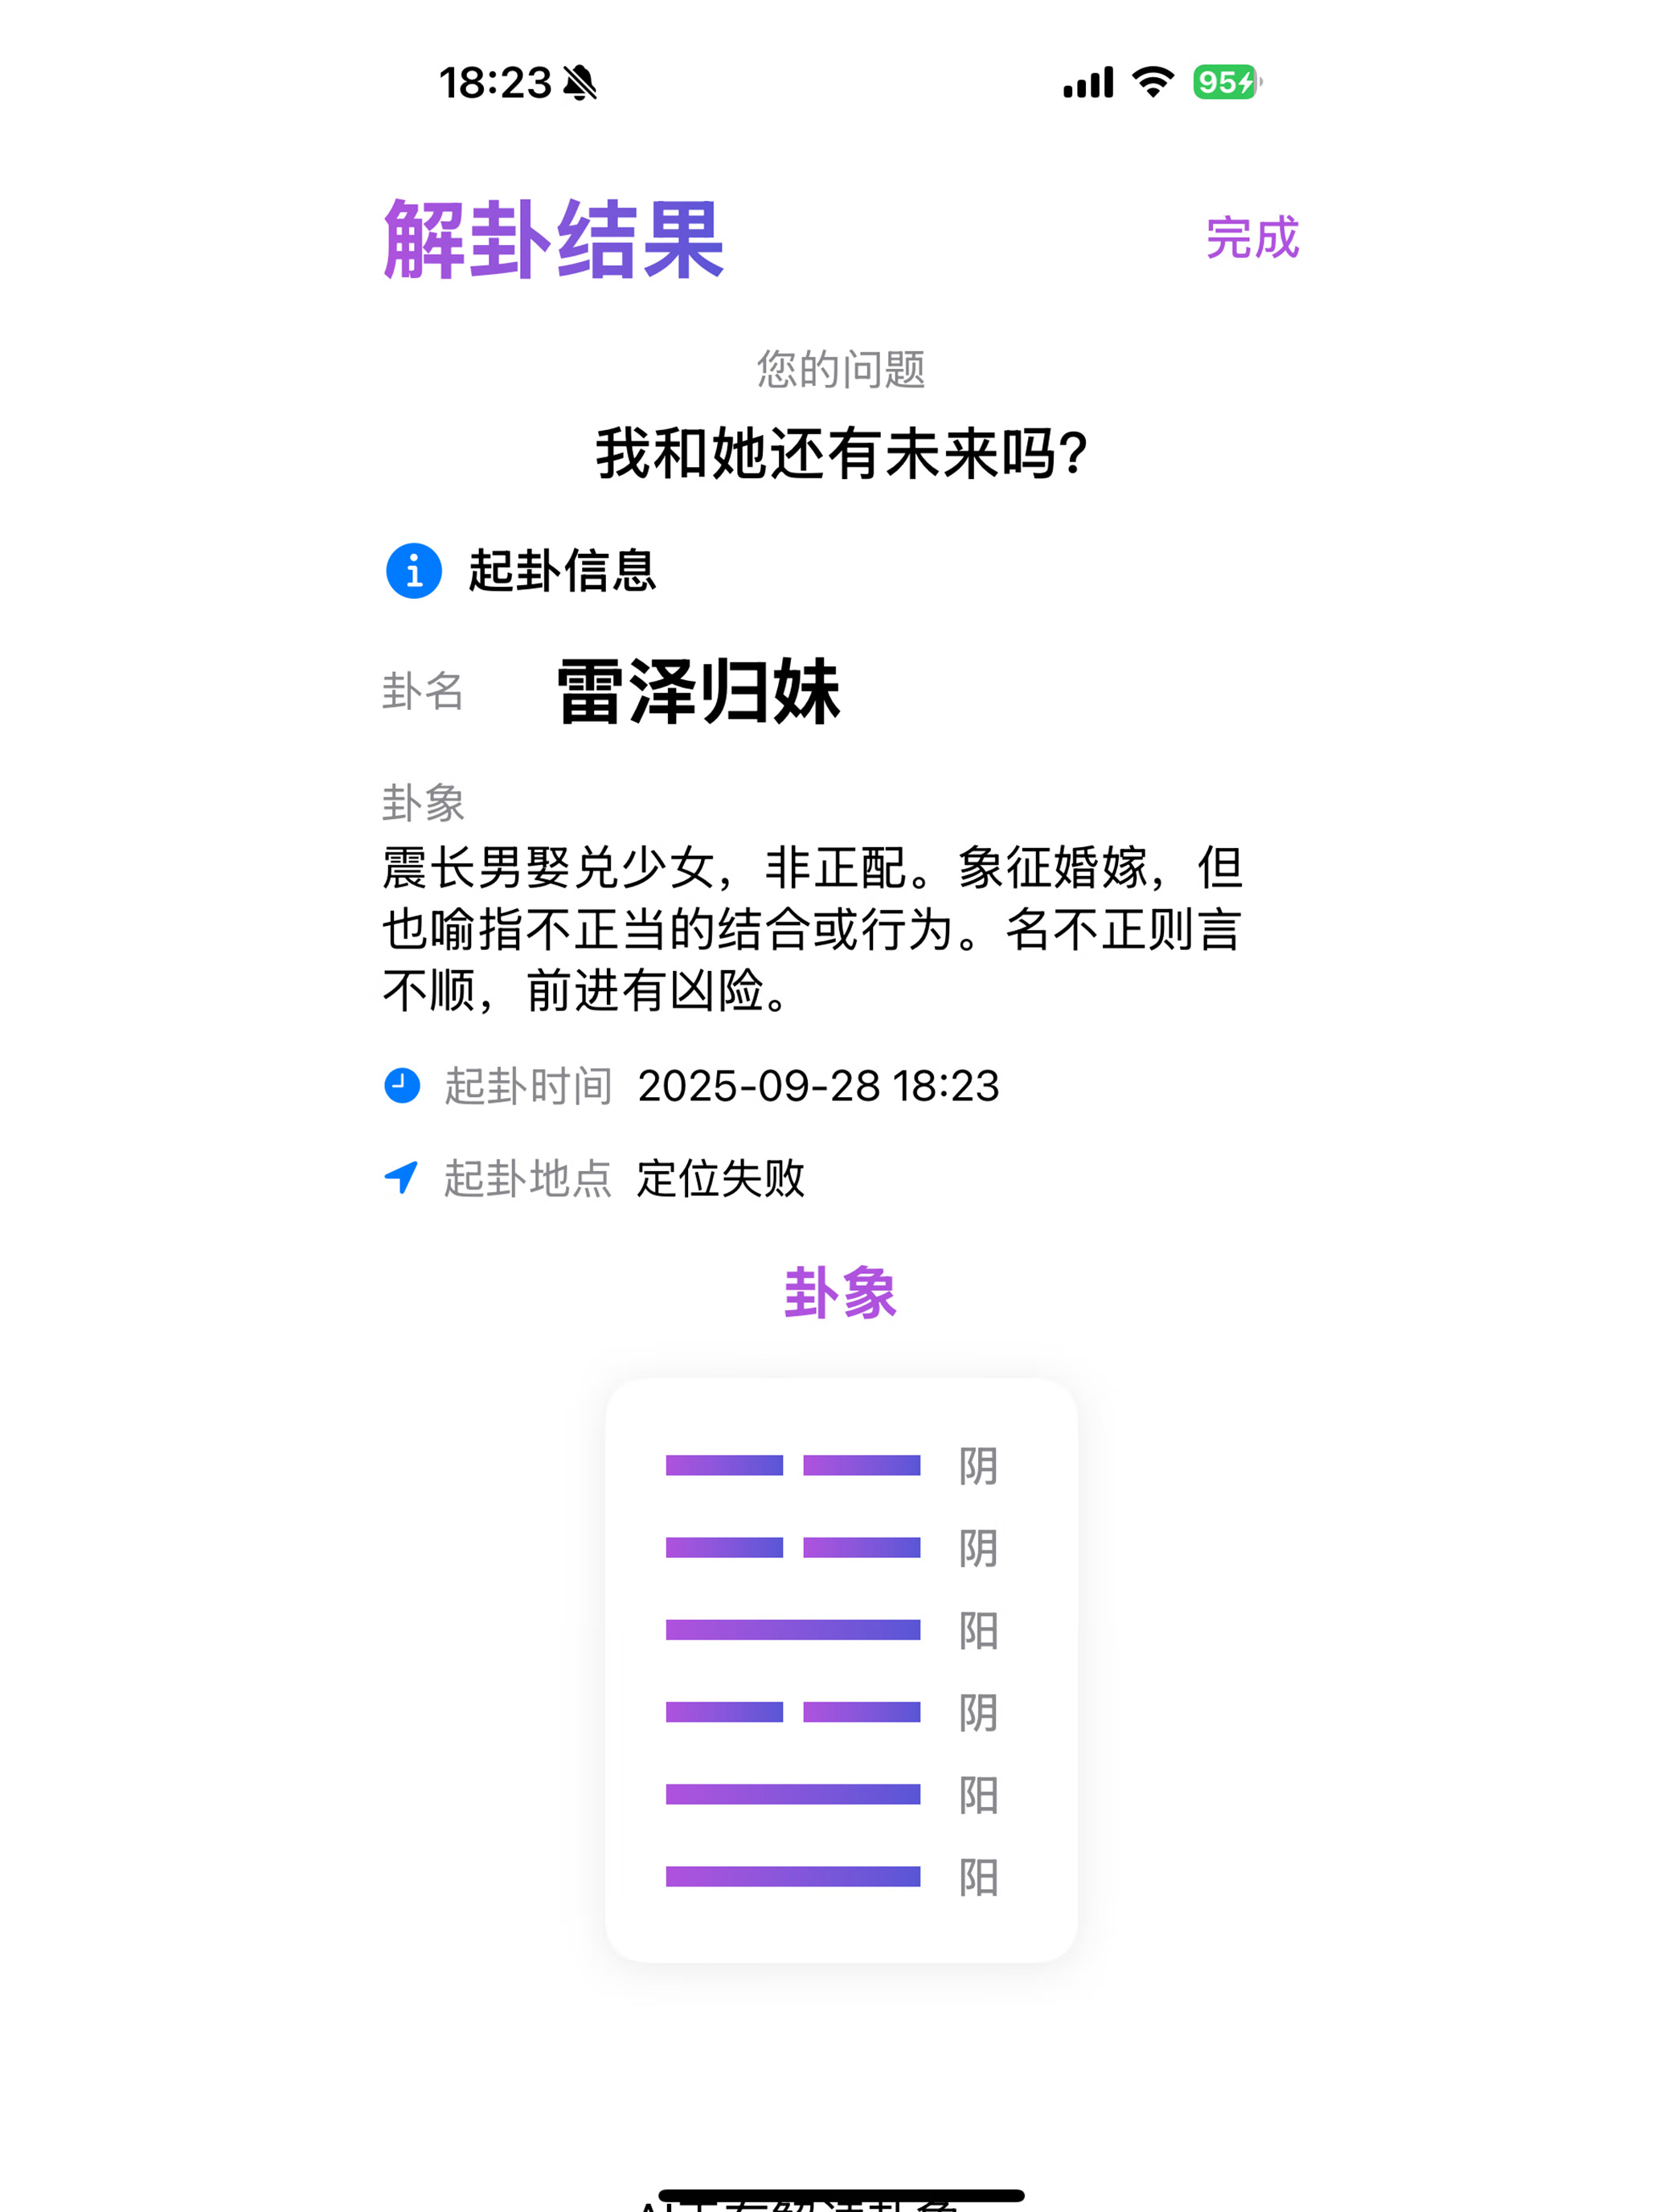 18:23
95
解卦结果
完成
您的问题
我和她还有未来吗?
起卦信息
卦名 雷泽归妹
卦象
震长男娶兑少女，非正配。象征婚嫁，但
也喻指不正当的结合或行为。名不正则言
不顺，前进有凶险。
起卦时间 2025-09-28 18:23
起卦地点 定位失败
卦象
阴
阴
阳
阴
阳
阳